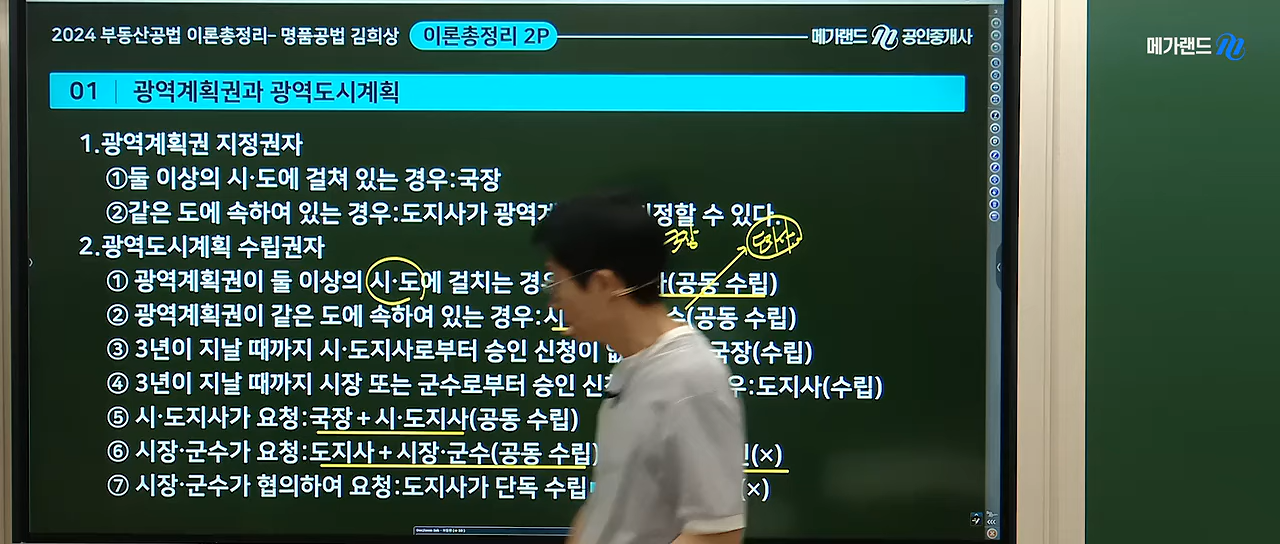 2024 부동산공법 이론총정리- 명품공법 김희상 이론총정리 2P 메가랜드 공인중개사
메가랜드
01 광역계획권과 광역도시계획
1.광역계획권 지정권자
①둘 이상의 시·도에 걸쳐 있는 경우:국장
②같은 도에 속하여 있는 경우:도지사가 광역계 정할 수 있다.
2.광역도시계획 수립권자
국장 도지사
① 광역계획권이 둘 이상의 시·도에 걸치는 경우 (공동 수립)
② 광역계획권이 같은 도에 속하여 있는 경우:시 수(공동 수립)
③ 3년이 지날 때까지 시·도지사로부터 승인 신청이 없 국장(수립)
④ 3년이 지날 때까지 시장 또는 군수로부터 승인 신청 우:도지사(수립)
⑤ 시·도지사가 요청:국장+시·도지사(공동 수립)
⑥ 시장·군수가 요청:도지사+시장·군수(공동 수립) (×)
⑦ 시장·군수가 협의하여 요청:도지사가 단독 수립 (×)